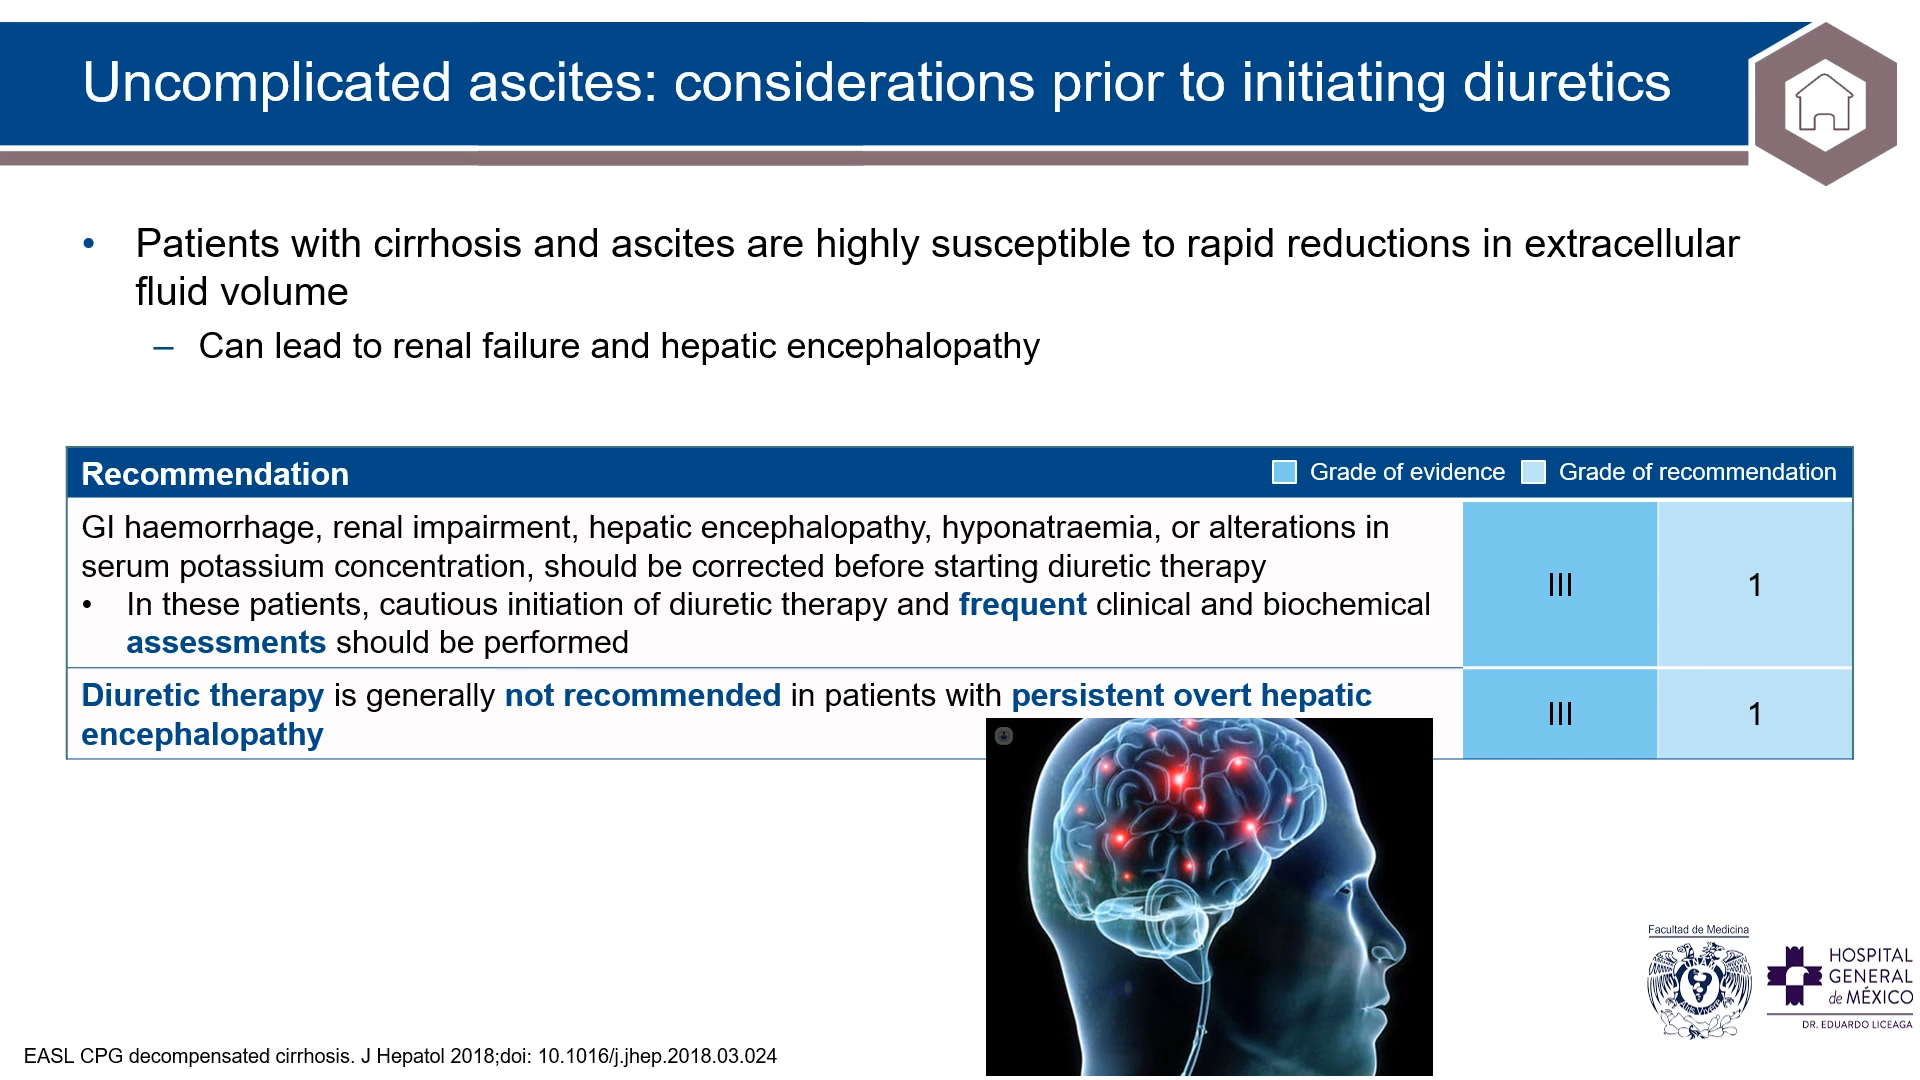 Uncomplicated ascites: considerations prior to initiating diuretics
• Patients with cirrhosis and ascites are highly susceptible to rapid reductions in extracellular
fluid volume
– Can lead to renal failure and hepatic encephalopathy
Recommendation
Grade of evidence
Grade of recommendation
GI haemorrhage, renal impairment, hepatic encephalopathy, hyponatraemia, or alterations in
serum potassium concentration, should be corrected before starting diuretic therapy
• In these patients, cautious initiation of diuretic therapy and frequent clinical and biochemical
assessments should be performed
III
1
Diuretic therapy is generally not recommended in patients with persistent overt hepatic
encephalopathy
III
1
Facultad de Medicina
HOSPITAL
GENERAL
de MÉXICO
DR. EDUARDO LICEAGA
EASL CPG decompensated cirrhosis. J Hepatol 2018;doi: 10.1016/j.jhep.2018.03.024